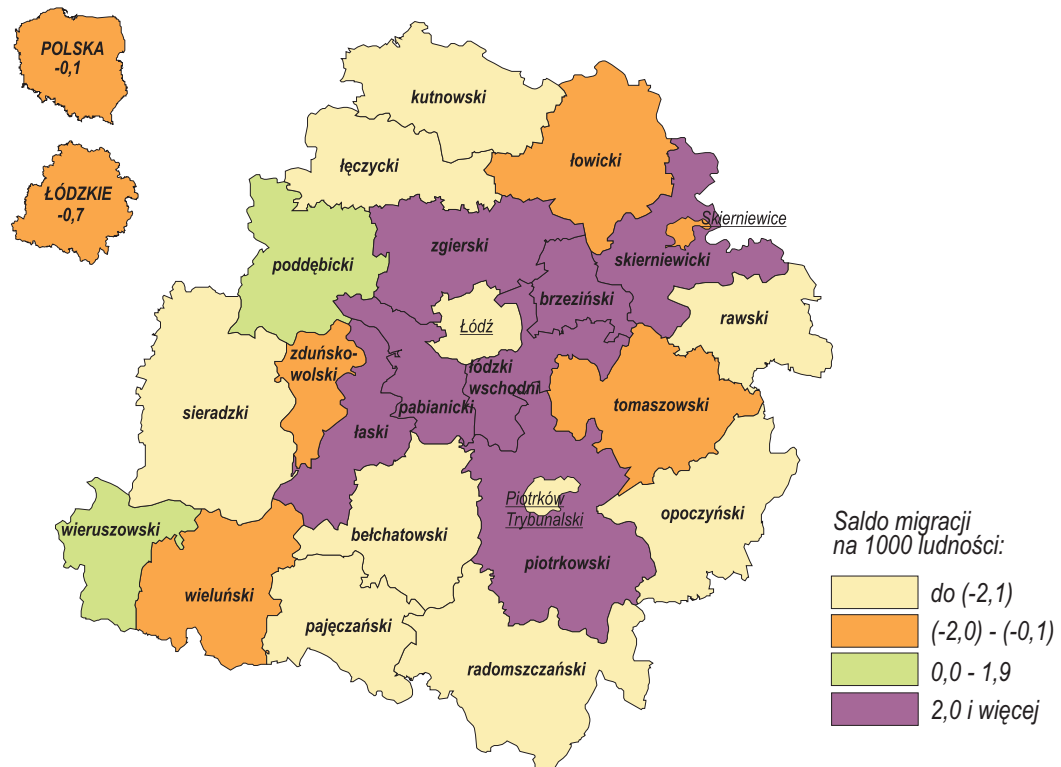 POLSKA
-0,1
ŁÓDZKIE
-0,7
kutnowski
łęczycki
łowicki
Skierniewice
zgierski
skierniewicki
poddębicki
brzeziński
rawski
Łódź
zduńsko-
wolski
łódzki
wschodni
sieradzki
pabianicki
tomaszowski
łaski
Piotrków
Trybunalski
opoczyński
wieruszowski
bełchatowski
piotrkowski
wieluński
pajęczański
radomszczański
Saldo migracji
na 1000 ludności:
do (-2,1)
(-2,0) - (-0,1)
0,0 - 1,9
2,0 i więcej